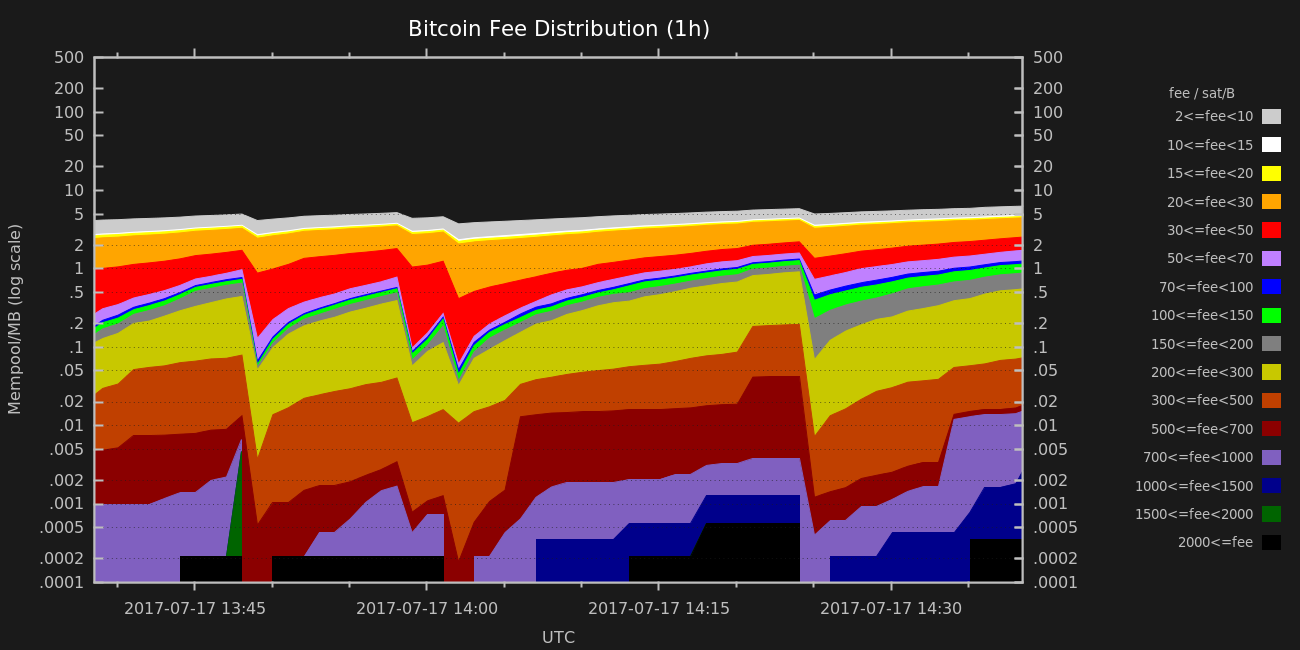 Bitcoin Fee Distribution (1h)
500
200
100
50
20
10
5
2
1
.5
.2
.1
.05
.02
.01
.005
.002
.001
.0005
.0002
.0001
Mempool/MB (log scale)
500
200
100
50
20
10
5
2
1
.5
.2
.1
.05
.02
.01
.005
.002
.001
.0005
.0002
.0001
2017-07-17 13:45 2017-07-17 14:00 2017-07-17 14:15 2017-07-17 14:30
UTC
fee / sat/B
2<=fee<10
10<=fee<15
15<=fee<20
20<=fee<30
30<=fee<50
50<=fee<70
70<=fee<100
100<=fee<150
150<=fee<200
200<=fee<300
300<=fee<500
500<=fee<700
700<=fee<1000
1000<=fee<1500
1500<=fee<2000
2000<=fee